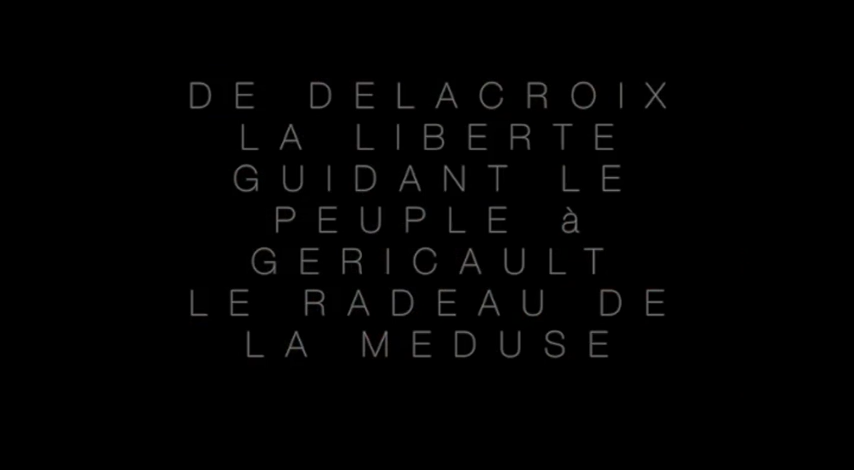 DE DELACROIX
LA LIBERTE
GUIDANT LE
PEUPLE à
GERICAULT
LE RADEAU DE
LA MEDUSE